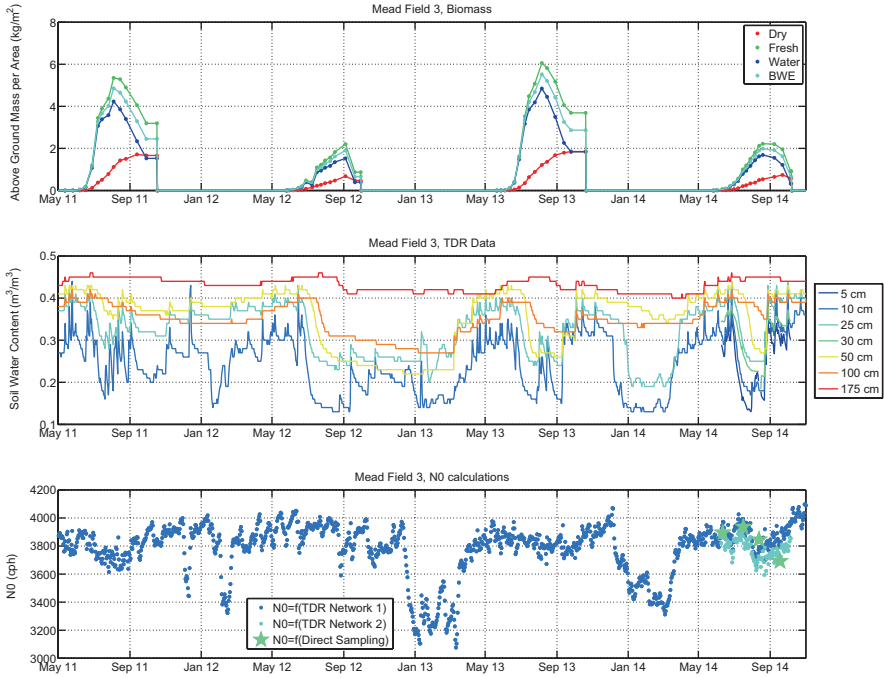 Mead Field 3, Biomass
Above Ground Mass per Area (kg/m²)
8
6
4
2
0
Dry
Fresh
Water
BWE
May 11 Sep 11 Jan 12 May 12 Sep 12 Jan 13 May 13 Sep 13 Jan 14 May 14 Sep 14
Mead Field 3, TDR Data
Soil Water Content (m³/m³)
0.5
0.4
0.3
0.2
0.1
5 cm
10 cm
25 cm
30 cm
50 cm
100 cm
175 cm
May 11 Sep 11 Jan 12 May 12 Sep 12 Jan 13 May 13 Sep 13 Jan 14 May 14 Sep 14
Mead Field 3, N0 calculations
N0 (cph)
4200
4000
3800
3600
3400
3200
3000
N0=f(TDR Network 1)
N0=f(TDR Network 2)
N0=f(Direct Sampling)
May 11 Sep 11 Jan 12 May 12 Sep 12 Jan 13 May 13 Sep 13 Jan 14 May 14 Sep 14